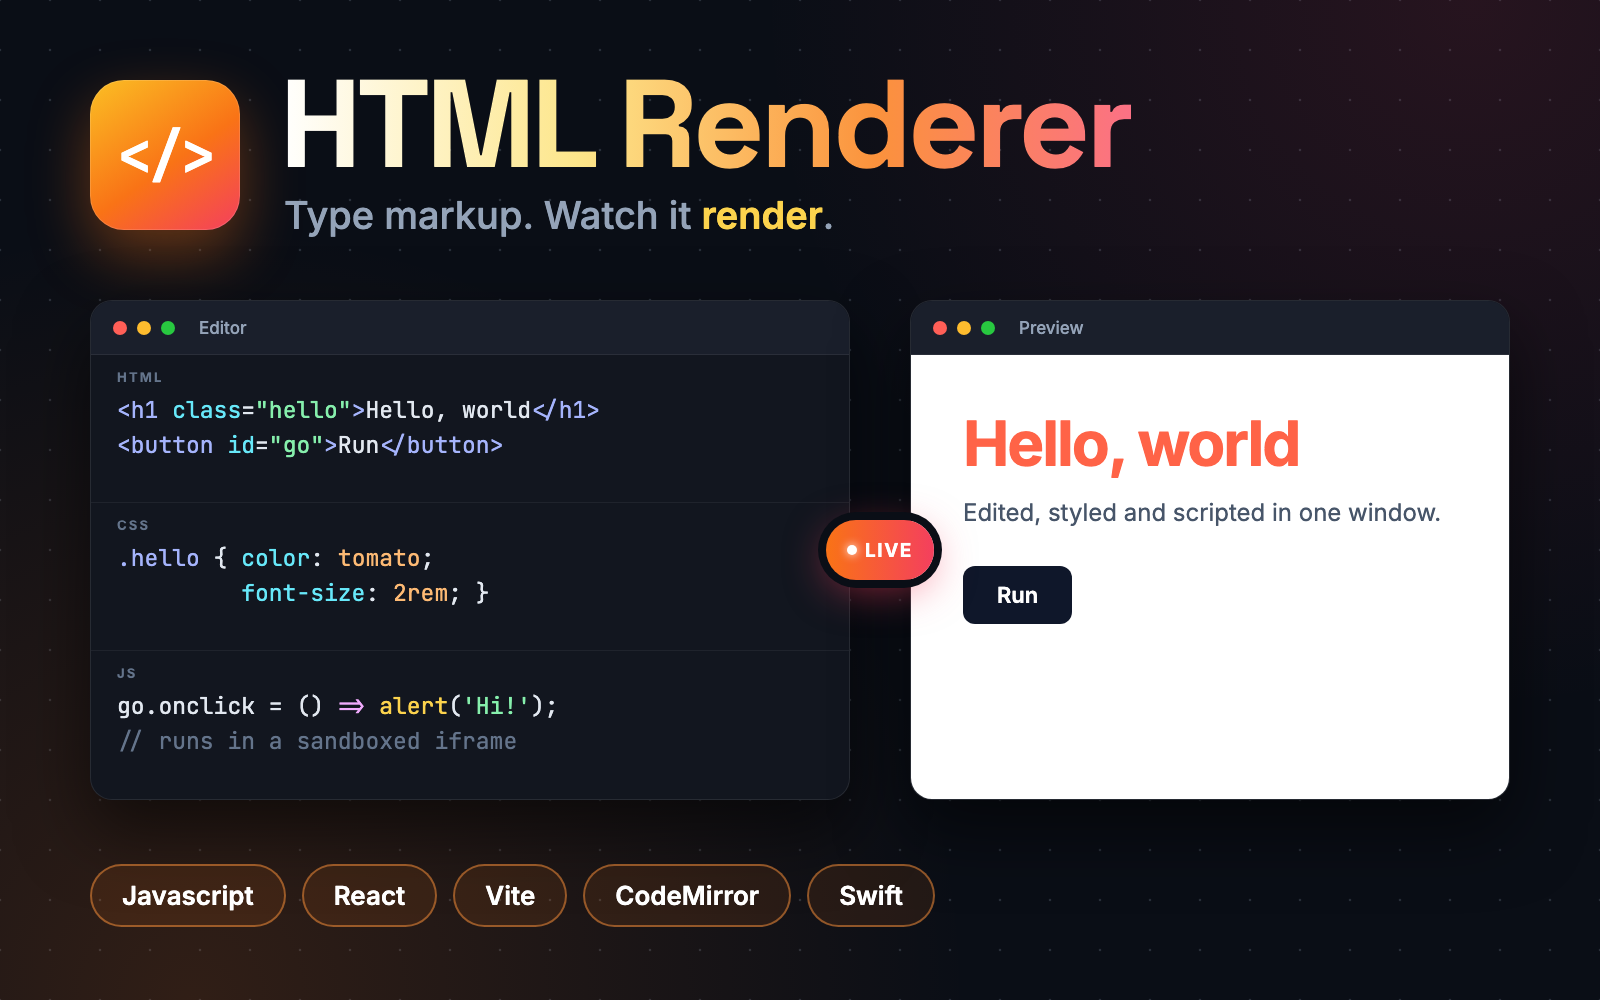 </>
HTML Renderer
Type markup. Watch it render.
Editor
HTML
<h1 class="hello">Hello, world</h1>
<button id="go">Run</button>
CSS
.hello { color: tomato;
font-size: 2rem; }
JS
go.onclick = () => alert('Hi!');
// runs in a sandboxed iframe
LIVE
Preview
Hello, world
Edited, styled and scripted in one window.
Run
Javascript
React
Vite
CodeMirror
Swift